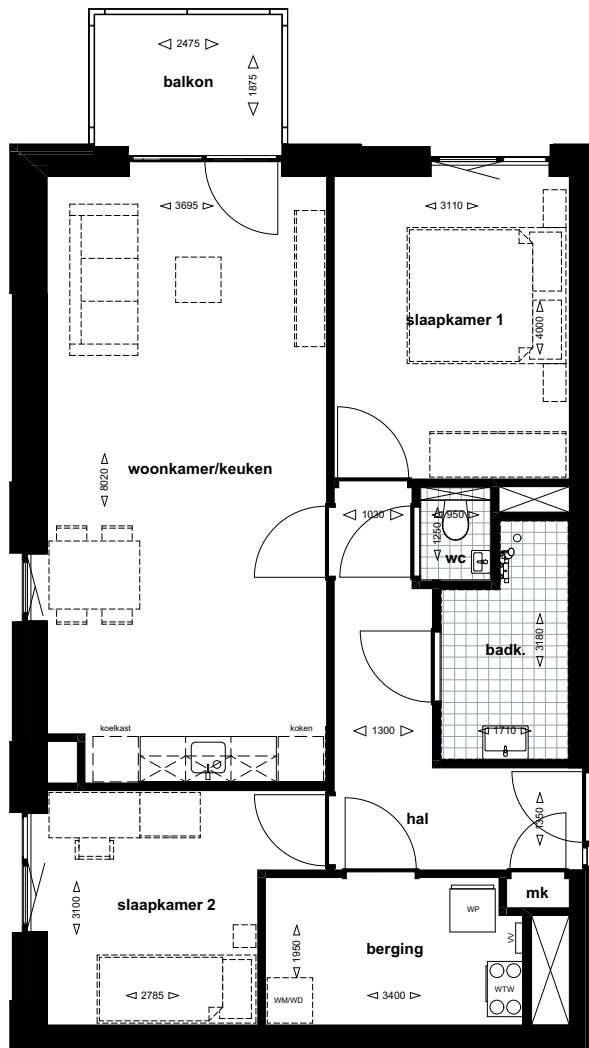 2475
balkon
1875
3695
3110
slaapkamer 1
4000
woonkamer/keuken
8020
1030
950
1250
wc
badk.
3180
koelkast
koken
1300
1710
hal
1350
slaapkamer 2
3100
mk
WP
berging
1950
VV
WTW
2785
WM/WD
3400